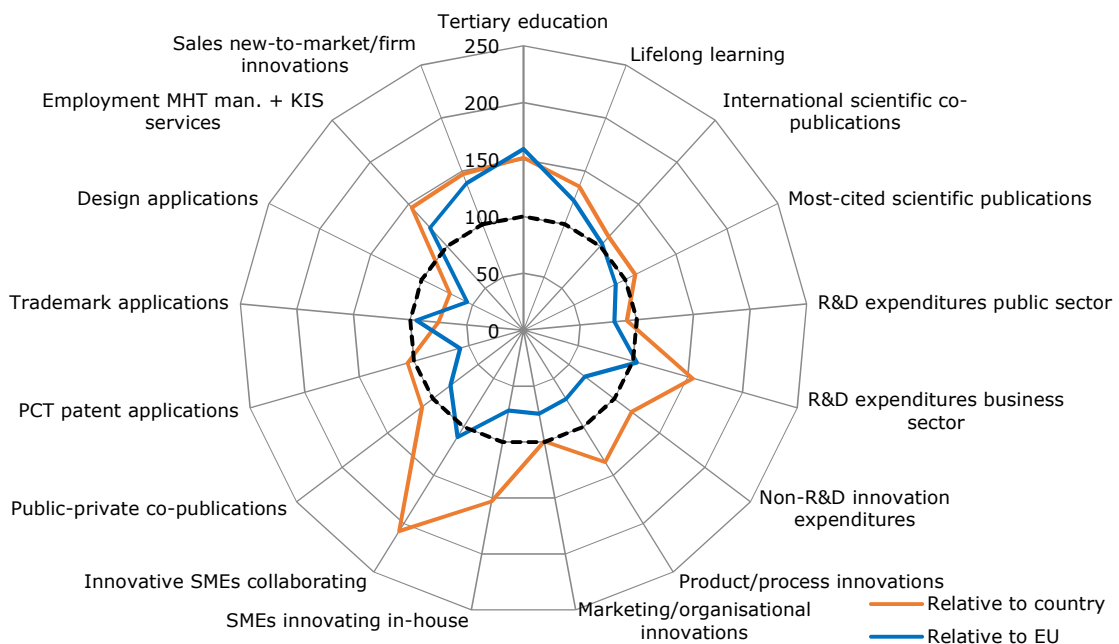 Tertiary education
Sales new-to-market/firm
innovations
250
Lifelong learning
Employment MHT man. + KIS
services
200
International scientific co-
publications
150
Design applications
Most-cited scientific publications
100
50
Trademark applications
R&D expenditures public sector
0
PCT patent applications
R&D expenditures business
sector
Public-private co-publications
Non-R&D innovation
expenditures
Innovative SMEs collaborating
Product/process innovations
SMEs innovating in-house
Marketing/organisational
innovations
Relative to country
Relative to EU